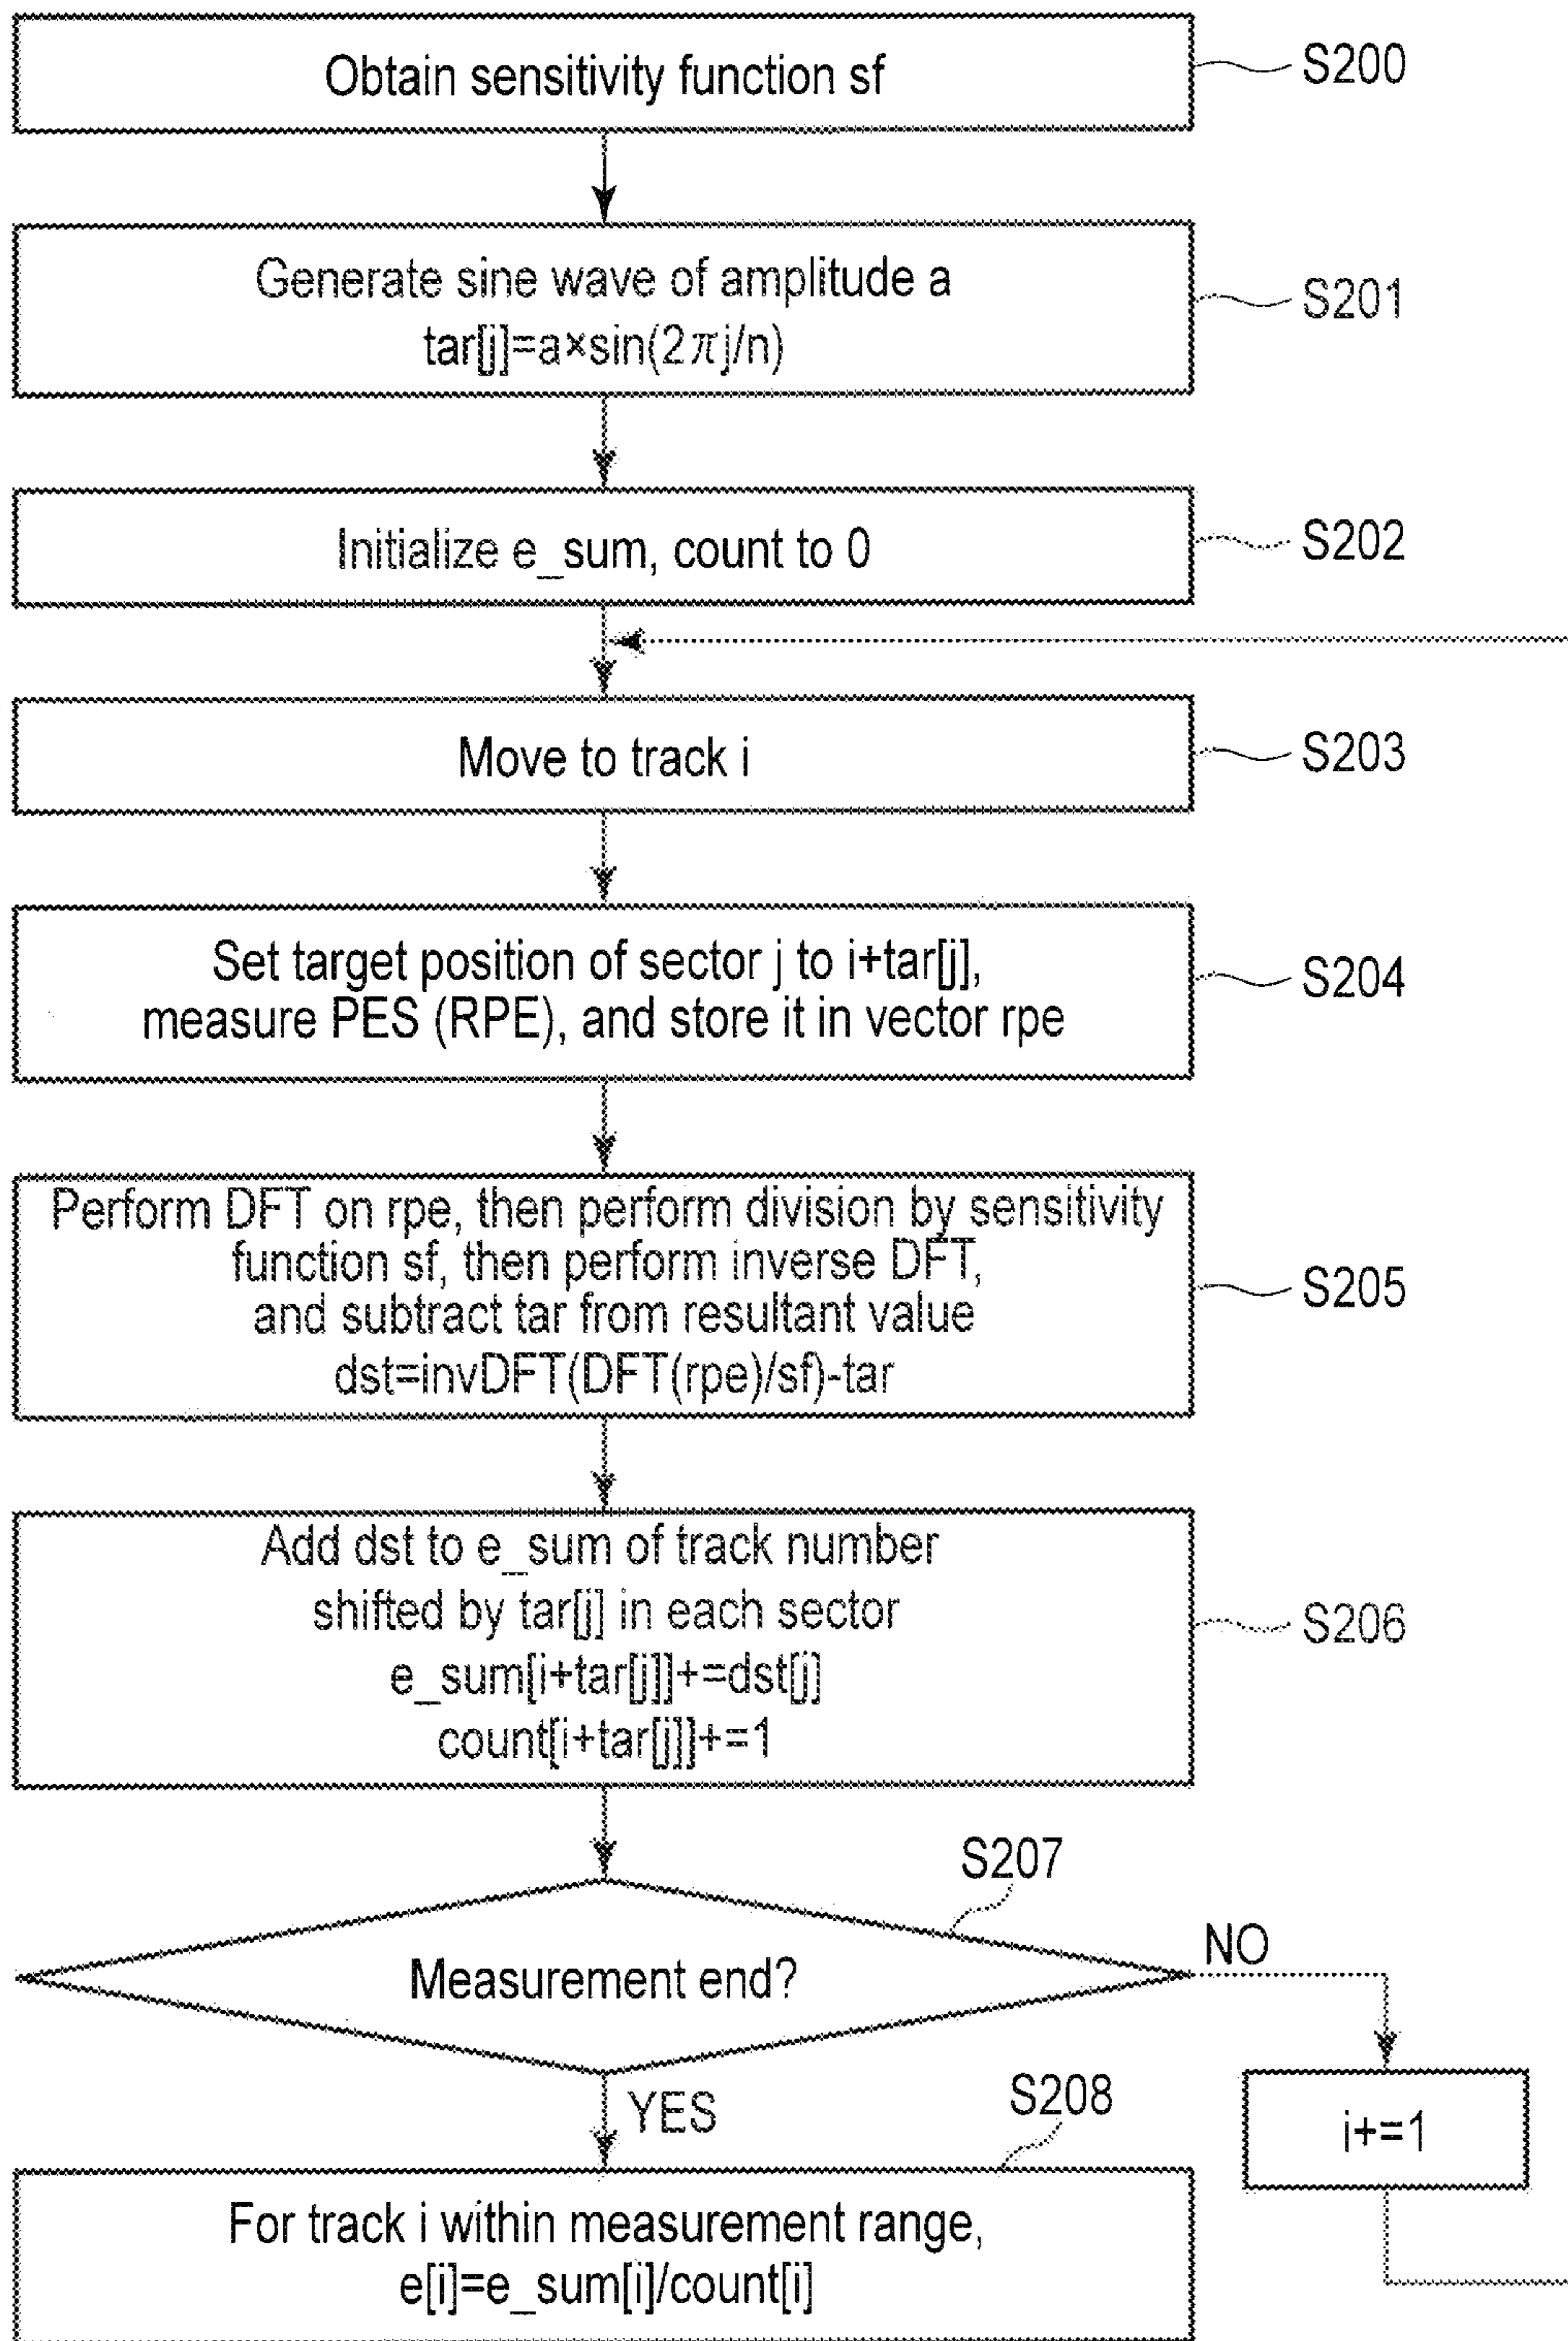 Obtain sensitivity function sf
S200
Generate sine wave of amplitude a
tar[j]=a×sin(2πj/n)
S201
Initialize e_sum, count to 0
S202
Move to track i
S203
Set target position of sector j to i+tar[j],
measure PES (RPE), and store it in vector rpe
S204
Perform DFT on rpe, then perform division by sensitivity
function sf, then perform inverse DFT,
and subtract tar from resultant value
dst=invDFT(DFT(rpe)/sf)-tar
S205
Add dst to e_sum of track number
shifted by tar[j] in each sector
e_sum[i+tar[j]]+=dst[j]
count[i+tar[j]]+=1
S206
S207
Measurement end?
NO
YES
i+=1
S208
For track i within measurement range,
e[i]=e_sum[i]/count[i]